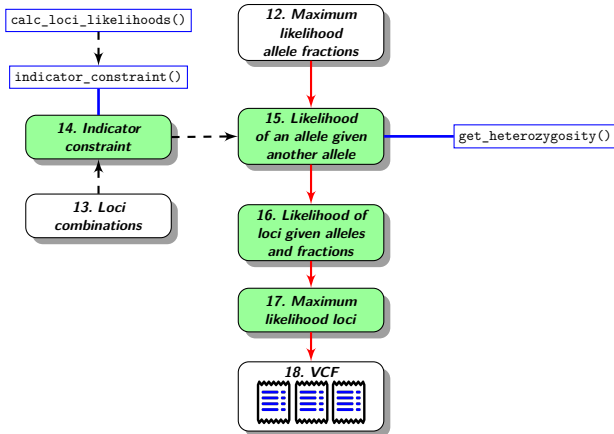 calc_loci_likelihoods()
indicator_constraint()
14. Indicator
constraint
13. Loci
combinations
12. Maximum
likelihood
allele fractions
15. Likelihood
of an allele given
another allele
get_heterozygosity()
16. Likelihood of
loci given alleles
and fractions
17. Maximum
likelihood loci
18. VCF